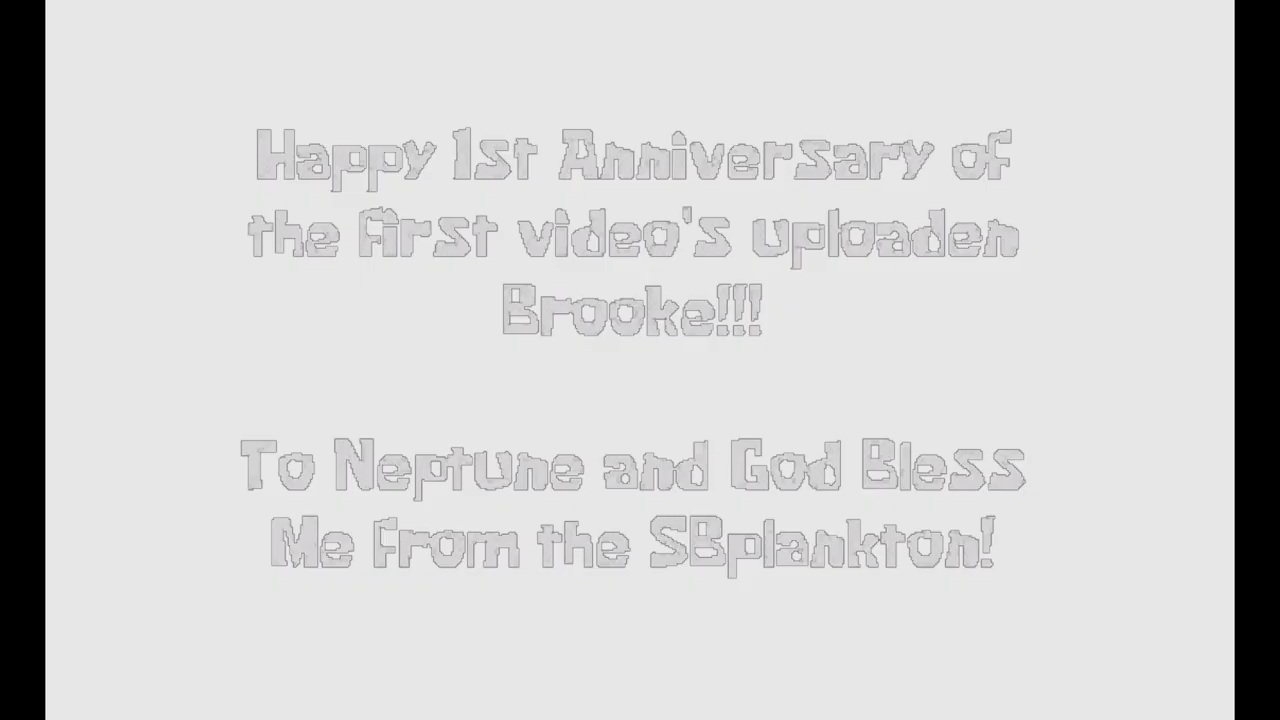 Happy 1st Anniversary of
the first video's uploaden
Brooke!!!
To Neptune and God Bless
Me from the SBplankton!